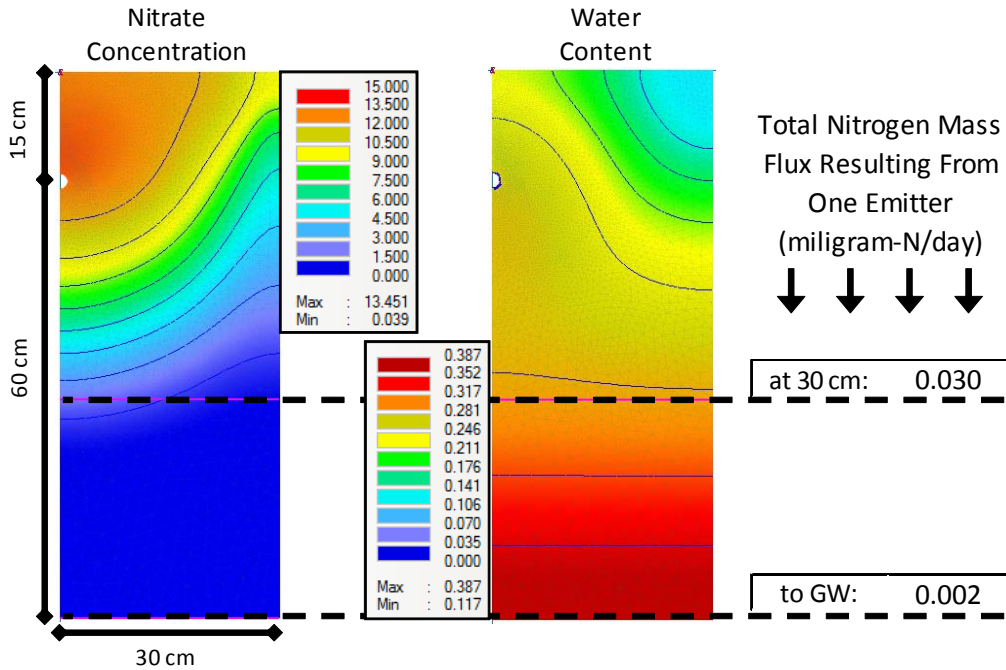 Nitrate
Concentration
Water
Content
15 cm
60 cm
30 cm
15.000
13.500
12.000
10.500
9.000
7.500
6.000
4.500
3.000
1.500
0.000
Max : 13.451
Min : 0.039
0.387
0.352
0.317
0.281
0.246
0.211
0.176
0.141
0.106
0.070
0.035
0.000
Max : 0.387
Min : 0.117
Total Nitrogen Mass
Flux Resulting From
One Emitter
(miligram-N/day)
at 30 cm: 0.030
to GW: 0.002